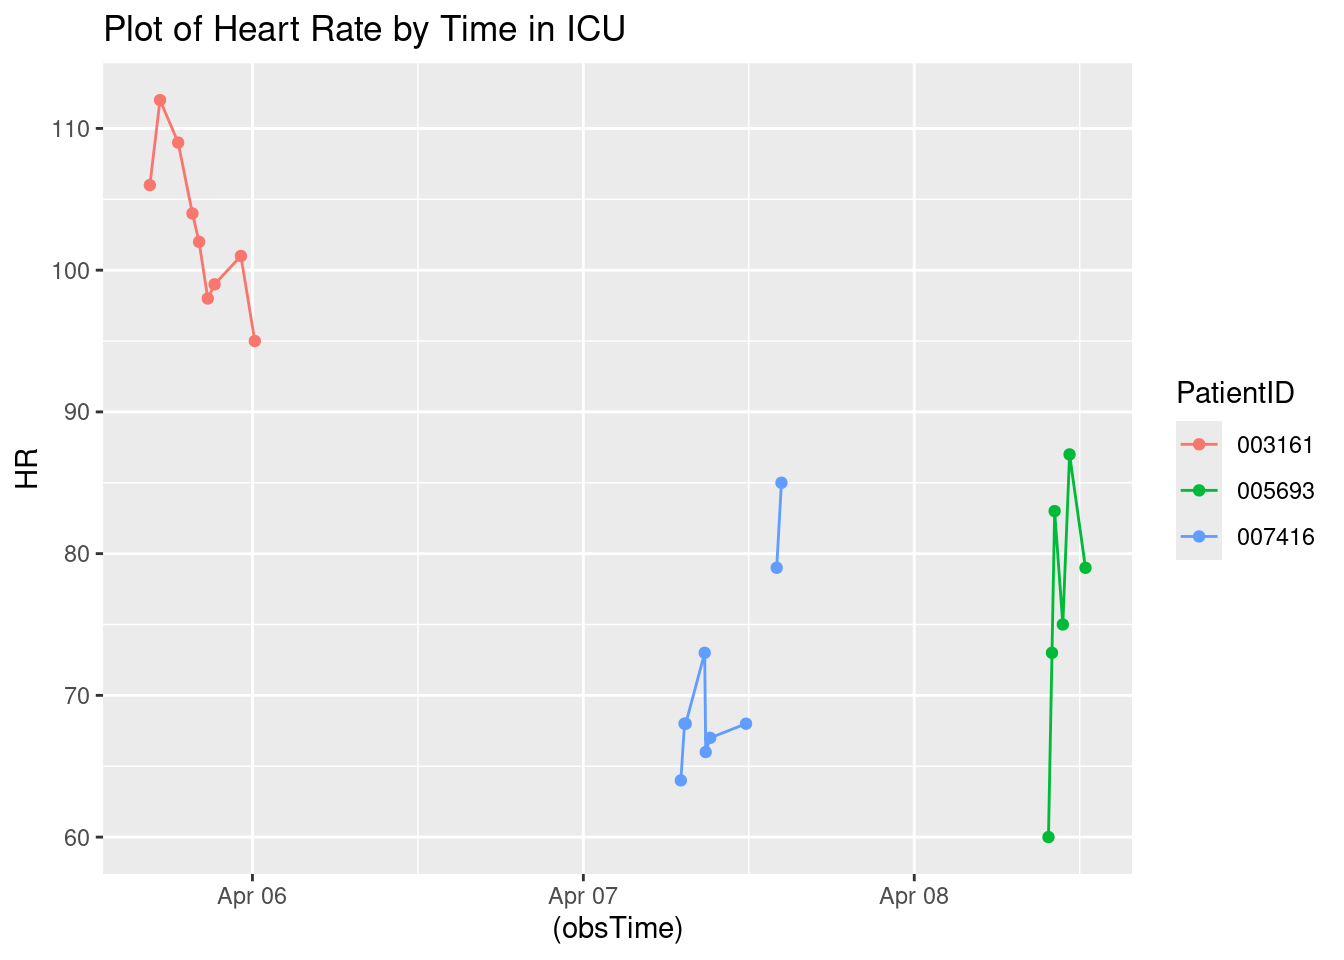 Plot of Heart Rate by Time in ICU
110
100
90
80
70
60
HR
Apr 06
Apr 07
Apr 08
(obsTime)
PatientID
003161
005693
007416